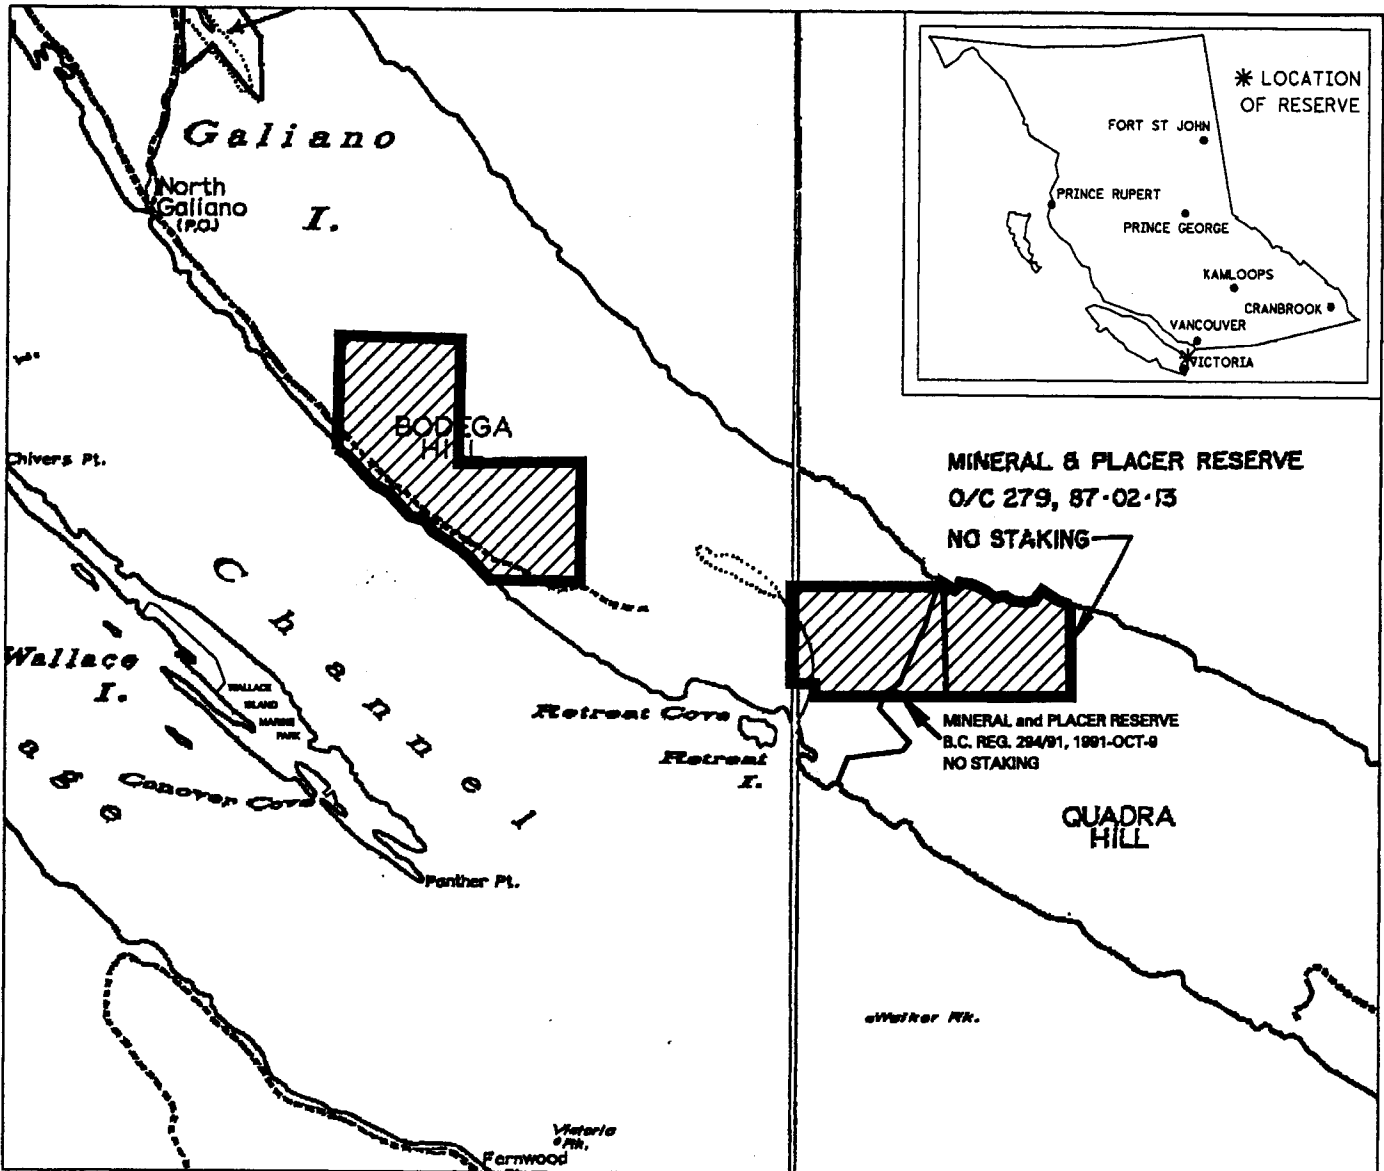 Galiano
I.
North
Galiano
(P.O.)
* LOCATION
OF RESERVE
FORT ST JOHN
PRINCE RUPERT
PRINCE GEORGE
KAMLOOPS
CRANBROOK
VANCOUVER
VICTORIA
BODEGA
HILL
Chivers Pt.
MINERAL & PLACER RESERVE
O/C 279, 87-02-13
NO STAKING
Channel
Wallace
I.
WALLACE
ISLAND
MARINE
PARK
Retreat Cove
Retreat
I.
MINERAL and PLACER RESERVE
B.C. REG. 294/91, 1991-OCT-9
NO STAKING
age
Conover Cove
QUADRA
HILL
Panther Pt.
Walker Rk.
Victoria
Rk.
Fernwood